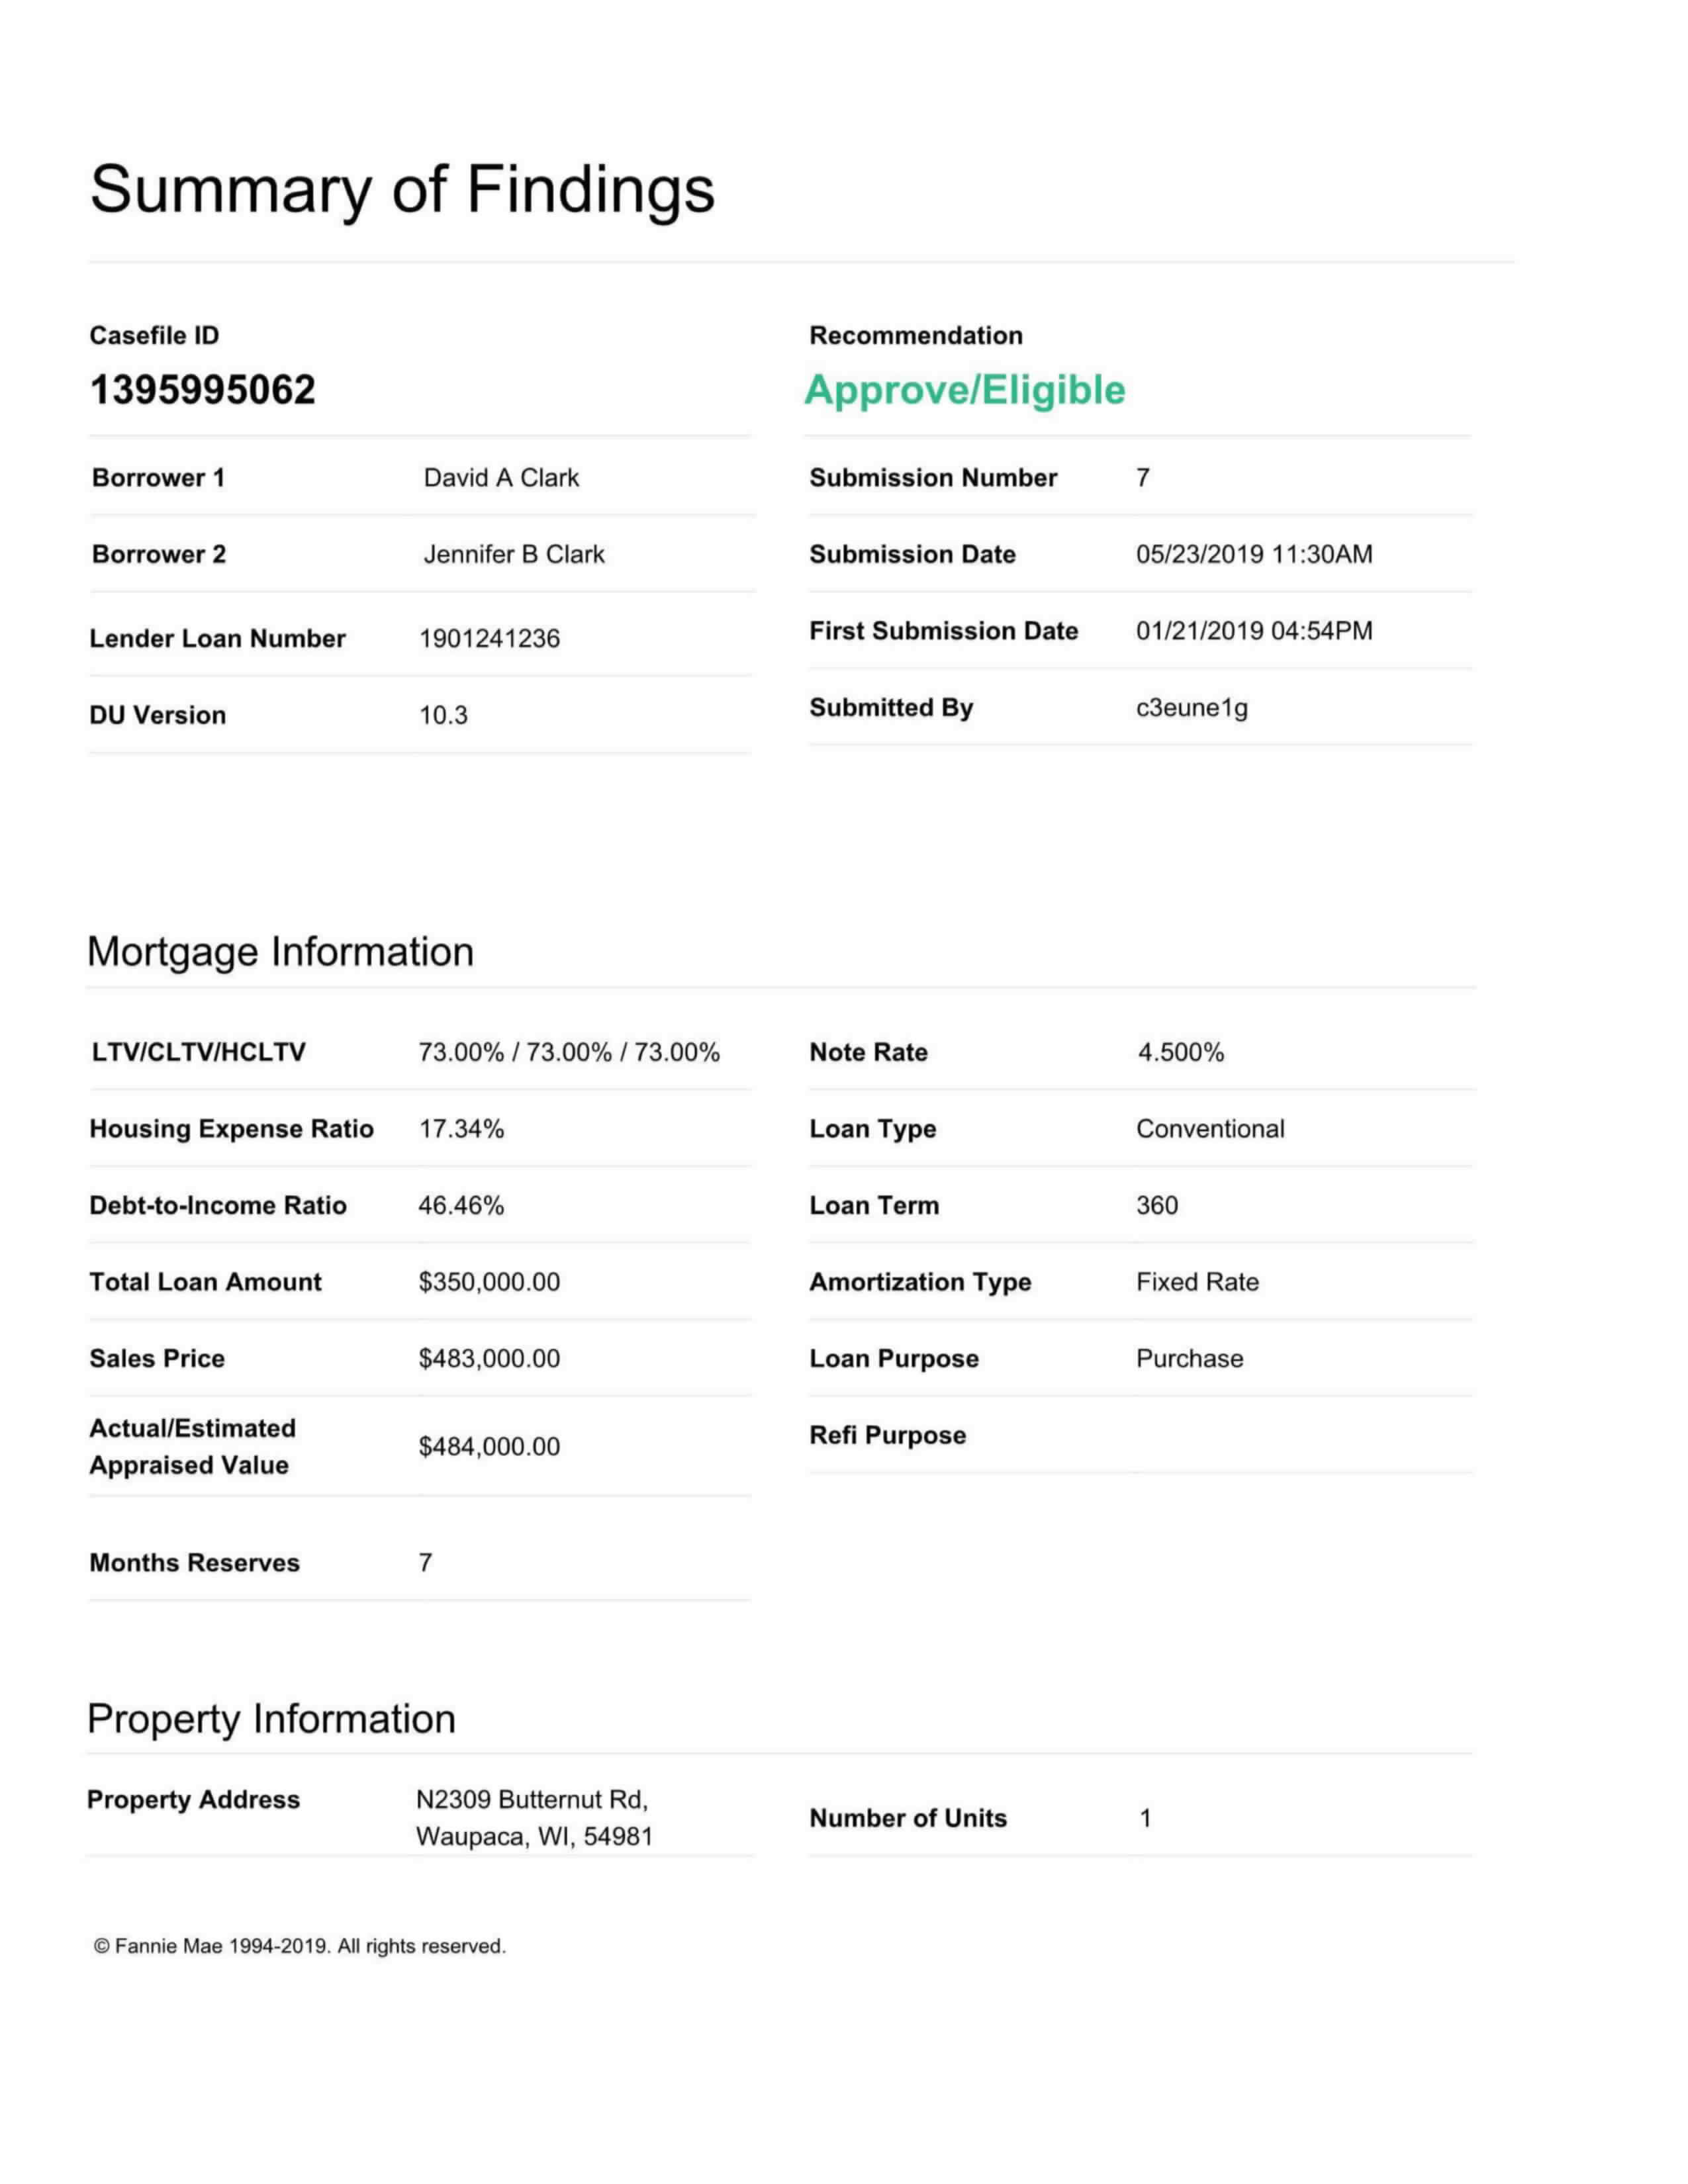 Summary of Findings
Casefile ID
1395995062
Recommendation
Approve/Eligible
Borrower 1 David A Clark
Borrower 2 Jennifer B Clark
Lender Loan Number 1901241236
DU Version 10.3
Submission Number 7
Submission Date 05/23/2019 11:30AM
First Submission Date 01/21/2019 04:54PM
Submitted By c3eune1g
Mortgage Information
LTV/CLTV/HCLTV 73.00% / 73.00% / 73.00%
Housing Expense Ratio 17.34%
Debt-to-Income Ratio 46.46%
Total Loan Amount $350,000.00
Sales Price $483,000.00
Actual/Estimated
Appraised Value $484,000.00
Months Reserves 7
Note Rate 4.500%
Loan Type Conventional
Loan Term 360
Amortization Type Fixed Rate
Loan Purpose Purchase
Refi Purpose
Property Information
Property Address N2309 Butternut Rd,
Waupaca, WI, 54981
Number of Units 1
© Fannie Mae 1994-2019. All rights reserved.